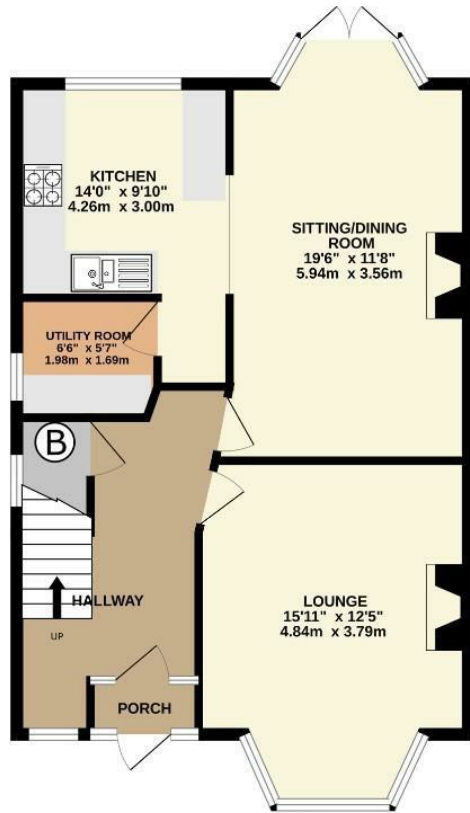 KITCHEN
14'0" x 9'10"
4.26m x 3.00m
SITTING/DINING
ROOM
19'6" x 11'8"
5.94m x 3.56m
UTILITY ROOM
6'6" x 5'7"
1.98m x 1.69m
B
HALLWAY
UP
LOUNGE
15'11" x 12'5"
4.84m x 3.79m
PORCH